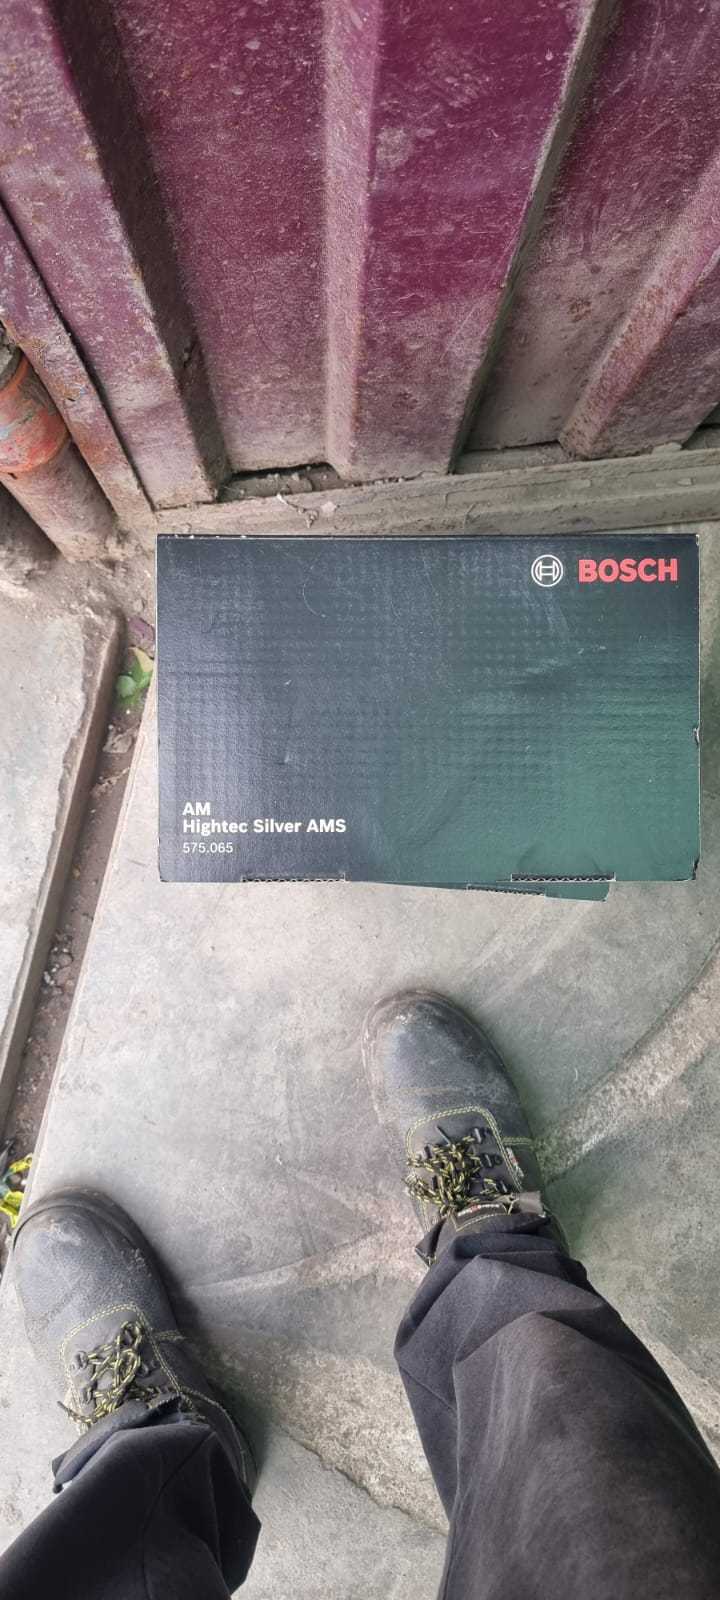 BOSCH
AM
Hightec Silver AMS
575.065